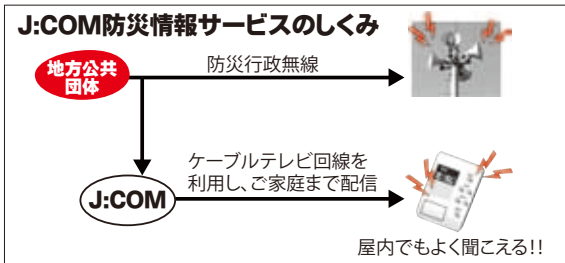 J:COM防災情報サービスのしくみ
地方公共
団体
防災行政無線
ケーブルテレビ回線を
利用し、ご家庭まで配信
J:COM
屋内でもよく聞こえる!!